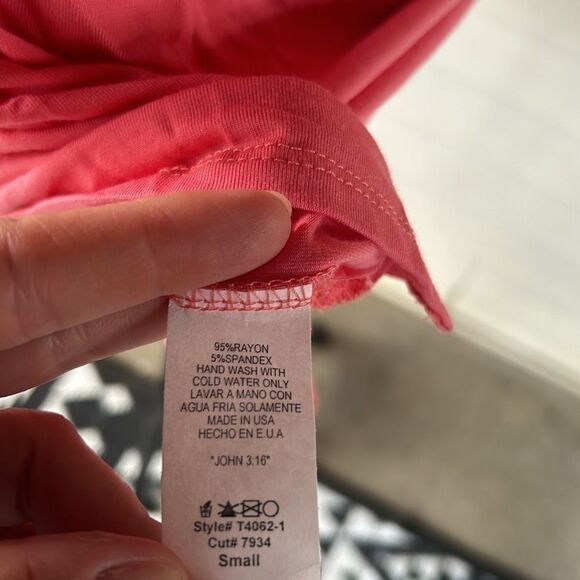 95%RAYON
5%SPANDEX
HAND WASH WITH
COLD WATER ONLY
LAVAR A MANO CON
AGUA FRIA SOLAMENTE
MADE IN USA
HECHO EN E.U.A
"JOHN 3:16"
Style# T4062-1
Cut# 7934
Small